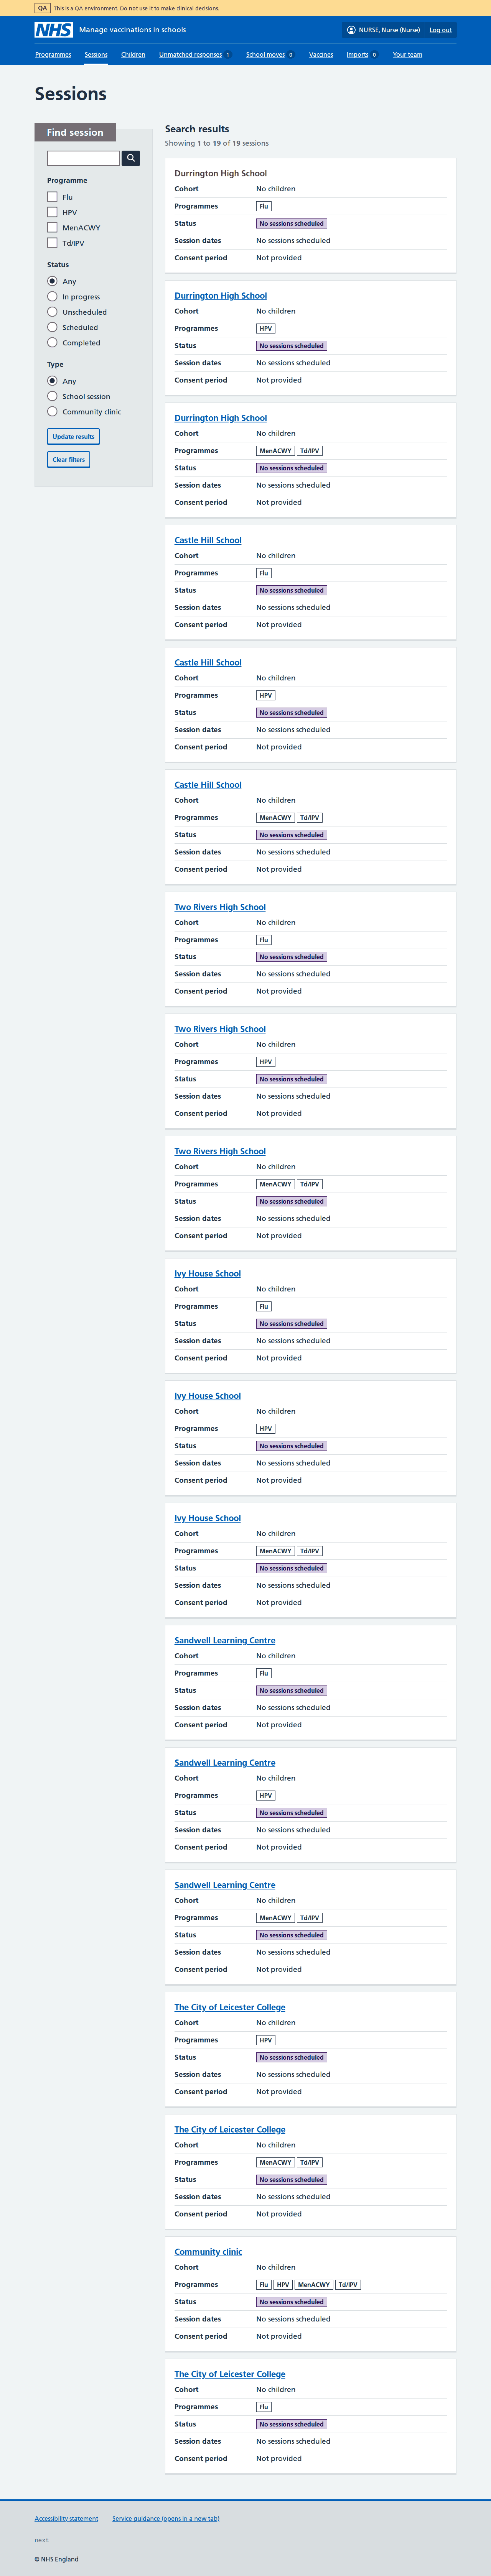 QA This is a QA environment. Do not use it to make clinical decisions.
NHS Manage vaccinations in schools NURSE, Nurse (Nurse) Log out
Programmes Sessions Children Unmatched responses 1 School moves 0 Vaccines Imports 0 Your team
Sessions
Find session
Programme
Flu
HPV
MenACWY
Td/IPV
Status
Any
In progress
Unscheduled
Scheduled
Completed
Type
Any
School session
Community clinic
Update results
Clear filters
Search results
Showing 1 to 19 of 19 sessions
Durrington High School
Cohort No children
Programmes Flu
Status No sessions scheduled
Session dates No sessions scheduled
Consent period Not provided
Durrington High School
Cohort No children
Programmes HPV
Status No sessions scheduled
Session dates No sessions scheduled
Consent period Not provided
Durrington High School
Cohort No children
Programmes MenACWY Td/IPV
Status No sessions scheduled
Session dates No sessions scheduled
Consent period Not provided
Castle Hill School
Cohort No children
Programmes Flu
Status No sessions scheduled
Session dates No sessions scheduled
Consent period Not provided
Castle Hill School
Cohort No children
Programmes HPV
Status No sessions scheduled
Session dates No sessions scheduled
Consent period Not provided
Castle Hill School
Cohort No children
Programmes MenACWY Td/IPV
Status No sessions scheduled
Session dates No sessions scheduled
Consent period Not provided
Two Rivers High School
Cohort No children
Programmes Flu
Status No sessions scheduled
Session dates No sessions scheduled
Consent period Not provided
Two Rivers High School
Cohort No children
Programmes HPV
Status No sessions scheduled
Session dates No sessions scheduled
Consent period Not provided
Two Rivers High School
Cohort No children
Programmes MenACWY Td/IPV
Status No sessions scheduled
Session dates No sessions scheduled
Consent period Not provided
Ivy House School
Cohort No children
Programmes Flu
Status No sessions scheduled
Session dates No sessions scheduled
Consent period Not provided
Ivy House School
Cohort No children
Programmes HPV
Status No sessions scheduled
Session dates No sessions scheduled
Consent period Not provided
Ivy House School
Cohort No children
Programmes MenACWY Td/IPV
Status No sessions scheduled
Session dates No sessions scheduled
Consent period Not provided
Sandwell Learning Centre
Cohort No children
Programmes Flu
Status No sessions scheduled
Session dates No sessions scheduled
Consent period Not provided
Sandwell Learning Centre
Cohort No children
Programmes HPV
Status No sessions scheduled
Session dates No sessions scheduled
Consent period Not provided
Sandwell Learning Centre
Cohort No children
Programmes MenACWY Td/IPV
Status No sessions scheduled
Session dates No sessions scheduled
Consent period Not provided
The City of Leicester College
Cohort No children
Programmes HPV
Status No sessions scheduled
Session dates No sessions scheduled
Consent period Not provided
The City of Leicester College
Cohort No children
Programmes MenACWY Td/IPV
Status No sessions scheduled
Session dates No sessions scheduled
Consent period Not provided
Community clinic
Cohort No children
Programmes Flu HPV MenACWY Td/IPV
Status No sessions scheduled
Session dates No sessions scheduled
Consent period Not provided
The City of Leicester College
Cohort No children
Programmes Flu
Status No sessions scheduled
Session dates No sessions scheduled
Consent period Not provided
Accessibility statement Service guidance (opens in a new tab)
next
© NHS England